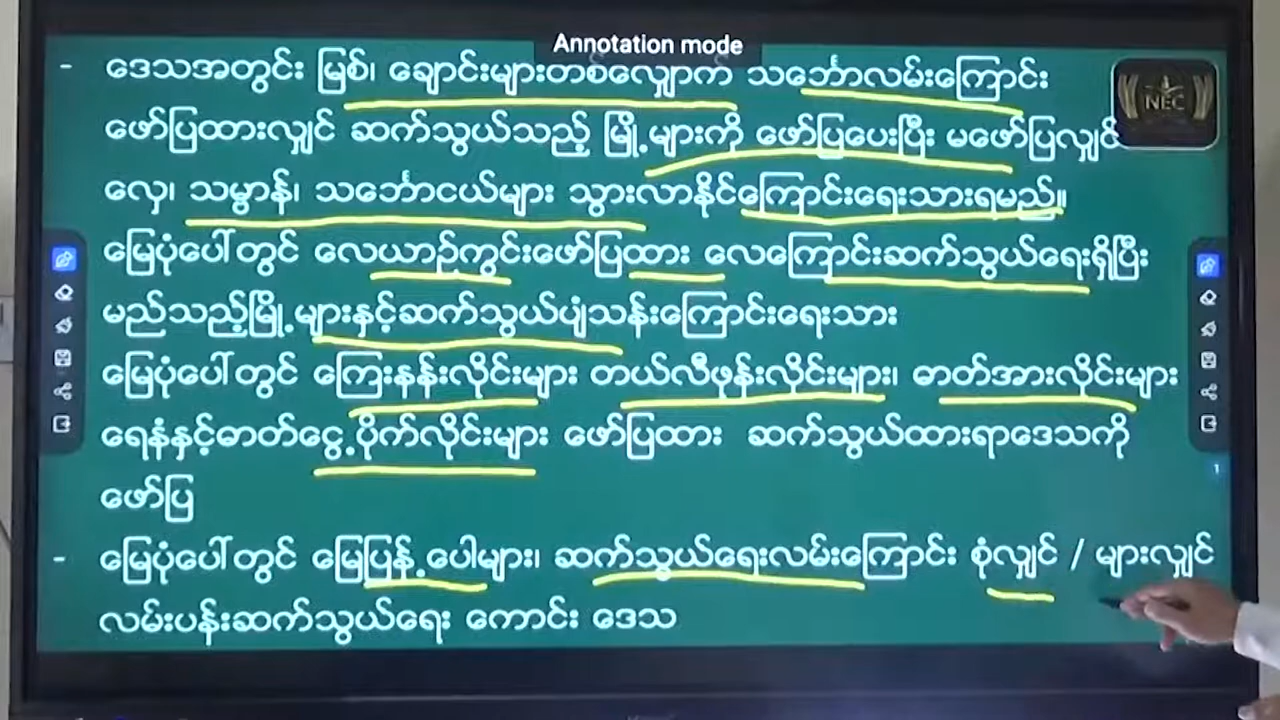 Annotation mode
- ဒေသအတွင်း မြစ်၊ ချောင်းများတစ်လျှောက် သင်္ဘောလမ်းကြောင်း
NEC
ဖော်ပြထားလျှင် ဆက်သွယ်သည့် မြို့များကို ဖော်ပြပေးပြီး မဖော်ပြလျှင်
လှေ၊ သမ္ဗာန်၊ သင်္ဘောငယ်များ သွားလာနိုင်ကြောင်းရေးသားရမည်။
မြေပုံပေါ်တွင် လေယာဉ်ကွင်းဖော်ပြထား လေကြောင်းဆက်သွယ်ရေးရှိပြီး
မည်သည့်မြို့များနှင့်ဆက်သွယ်ပျံသန်းကြောင်းရေးသား
မြေပုံပေါ်တွင် ကြေးနန်းလိုင်းများ တယ်လီဖုန်းလိုင်းများ၊ ဓာတ်အားလိုင်းများ
ရေနံနှင့်ဓာတ်ငွေ့ပိုက်လိုင်းများ ဖော်ပြထား ဆက်သွယ်ထားရာဒေသကို
1
ဖော်ပြ
- မြေပုံပေါ်တွင် မြေပြန့်ပေါများ၊ ဆက်သွယ်ရေးလမ်းကြောင်း စုံလျှင် / များလျှင်
လမ်းပန်းဆက်သွယ်ရေး ကောင်း ဒေသ